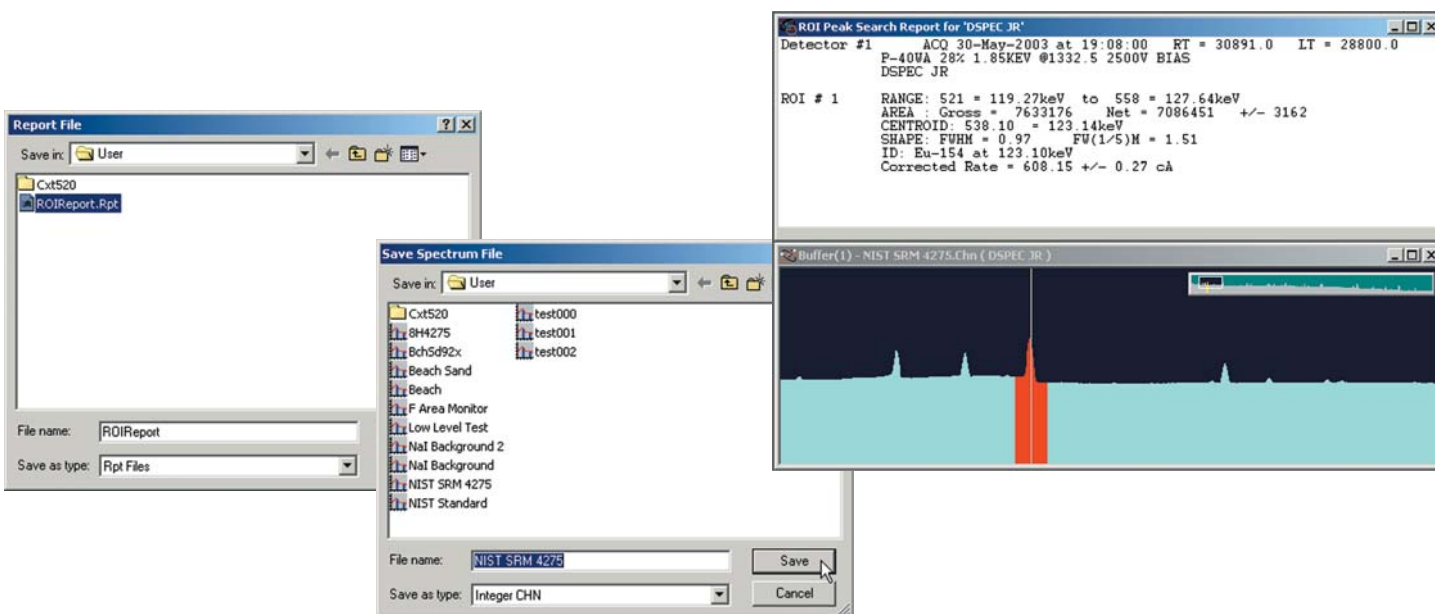 Report File
Save in: User
Cxt520
ROIReport.Rpt
File name: ROIReport
Save as type: Rpt Files
Save Spectrum File
Save in: User
Cxt520
8H4275
BchSd92x
Beach Sand
Beach
F Area Monitor
Low Level Test
NaI Background 2
NaI Background
NIST SRM 4275
NIST Standard
test000
test001
test002
File name: NIST SRM 4275
Save
Save as type: Integer CHN
Cancel
ROI Peak Search Report for 'DSPEC JR'
Detector #1 ACQ 30-May-2003 at 19:08:00 RT = 30891.0 LT = 28800.0
P-40WA 28% 1.85KEV @1332.5 2500V BIAS
DSPEC JR
ROI # 1 RANGE: 521 = 119.27keV to 558 = 127.64keV
AREA : Gross = 7633176 Net = 7086451 +/- 3162
CENTROID: 538.10 = 123.14keV
SHAPE: FWHM = 0.97 FW(1/5)M = 1.51
ID: Eu-154 at 123.10keV
Corrected Rate = 608.15 +/- 0.27 cA
Buffer(1) - NIST SRM 4275.Chn ( DSPEC JR )